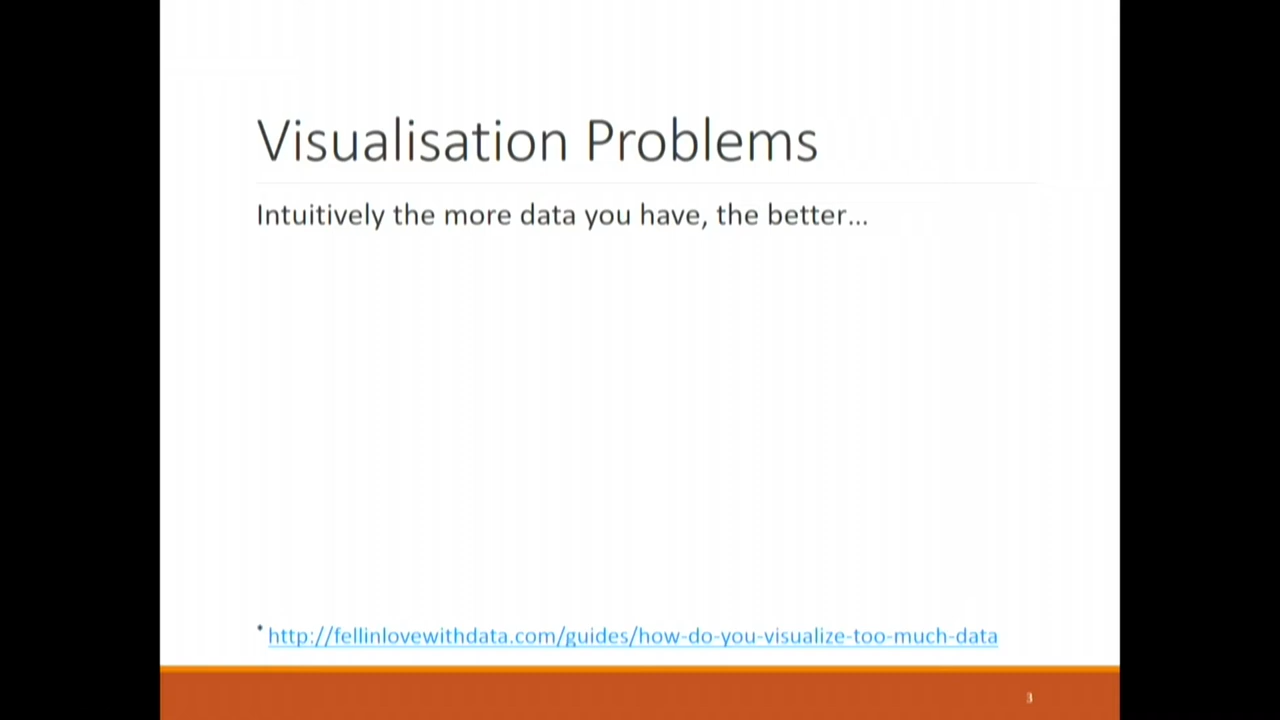 Visualisation Problems
Intuitively the more data you have, the better...
* http://fellinlovewithdata.com/guides/how-do-you-visualize-too-much-data
3